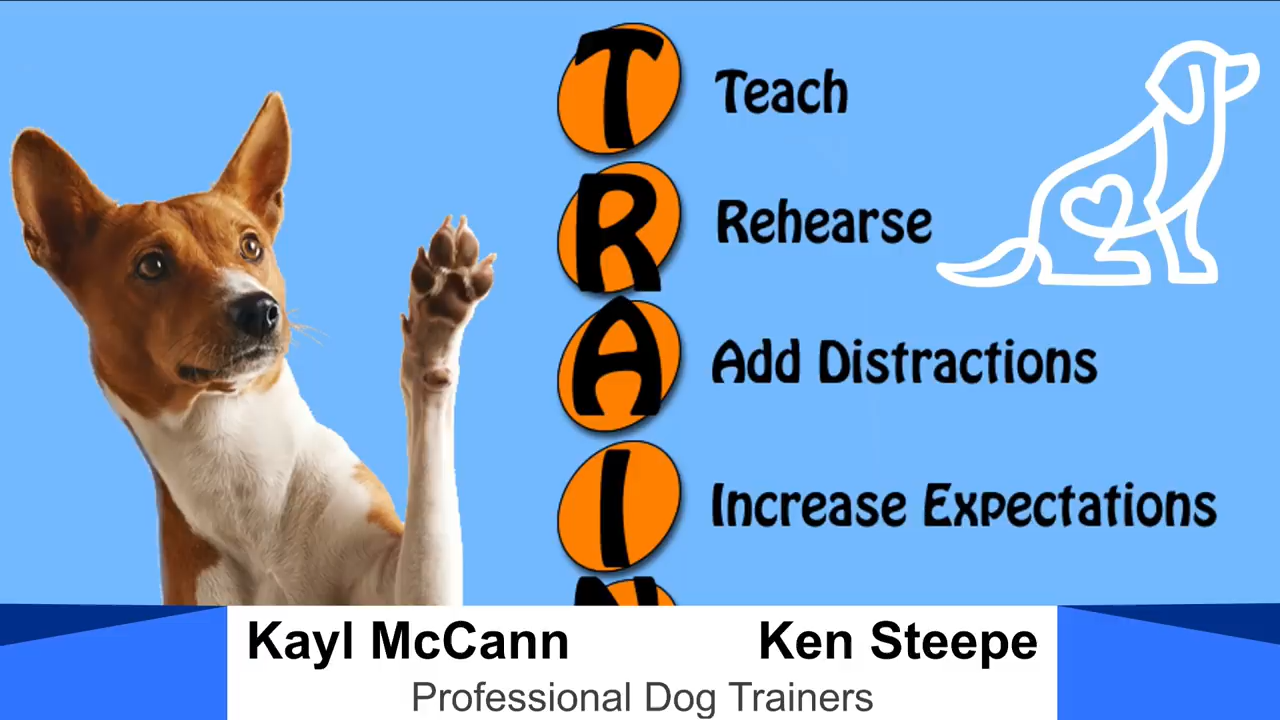 T Teach
R Rehearse
A Add Distractions
I Increase Expectations
N
Kayl McCann Ken Steepe
Professional Dog Trainers